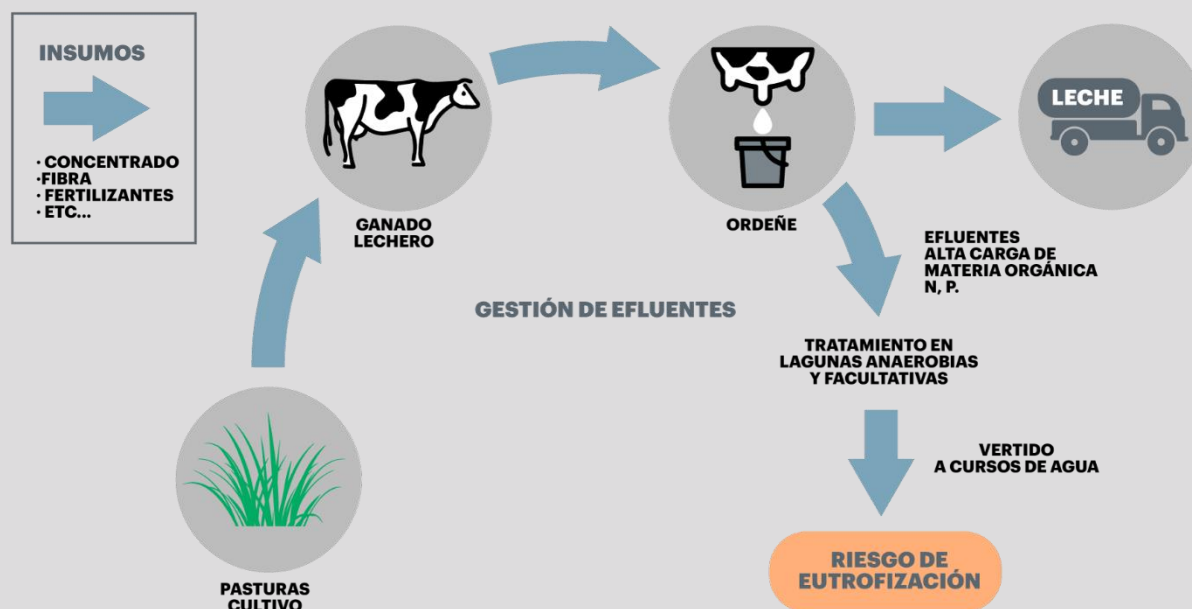 INSUMOS
· CONCENTRADO
·FIBRA
· FERTILIZANTES
· ETC...
GANADO
LECHERO
ORDEÑE
LECHE
EFLUENTES
ALTA CARGA DE
MATERIA ORGÁNICA
N, P.
GESTIÓN DE EFLUENTES
TRATAMIENTO EN
LAGUNAS ANAEROBIAS
Y FACULTATIVAS
VERTIDO
A CURSOS DE AGUA
RIESGO DE
EUTROFIZACIÓN
PASTURAS
CULTIVO